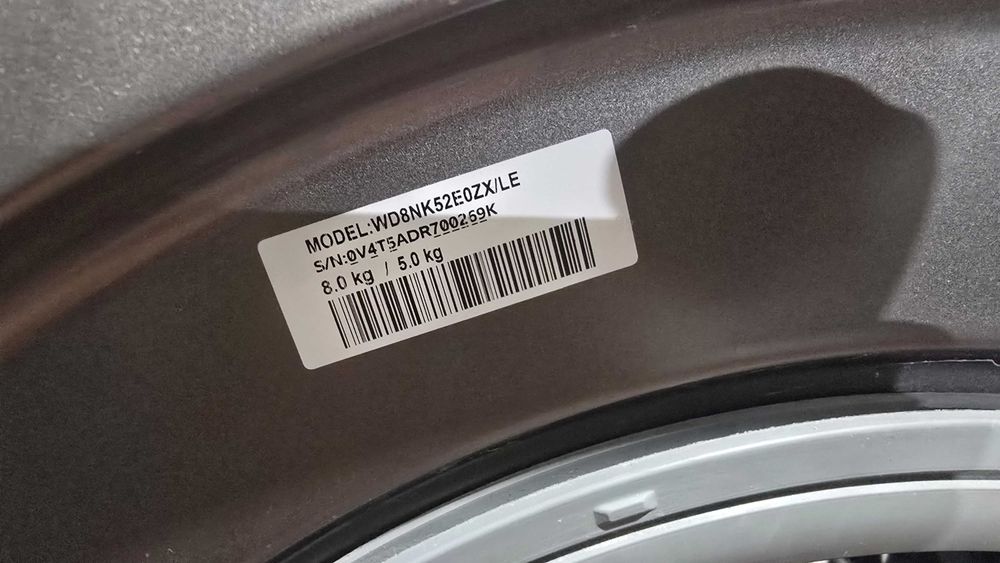 MODEL:WD8NK52E0ZX/LE
S/N:0V4T5ADR700269K
8.0 kg / 5.0 kg